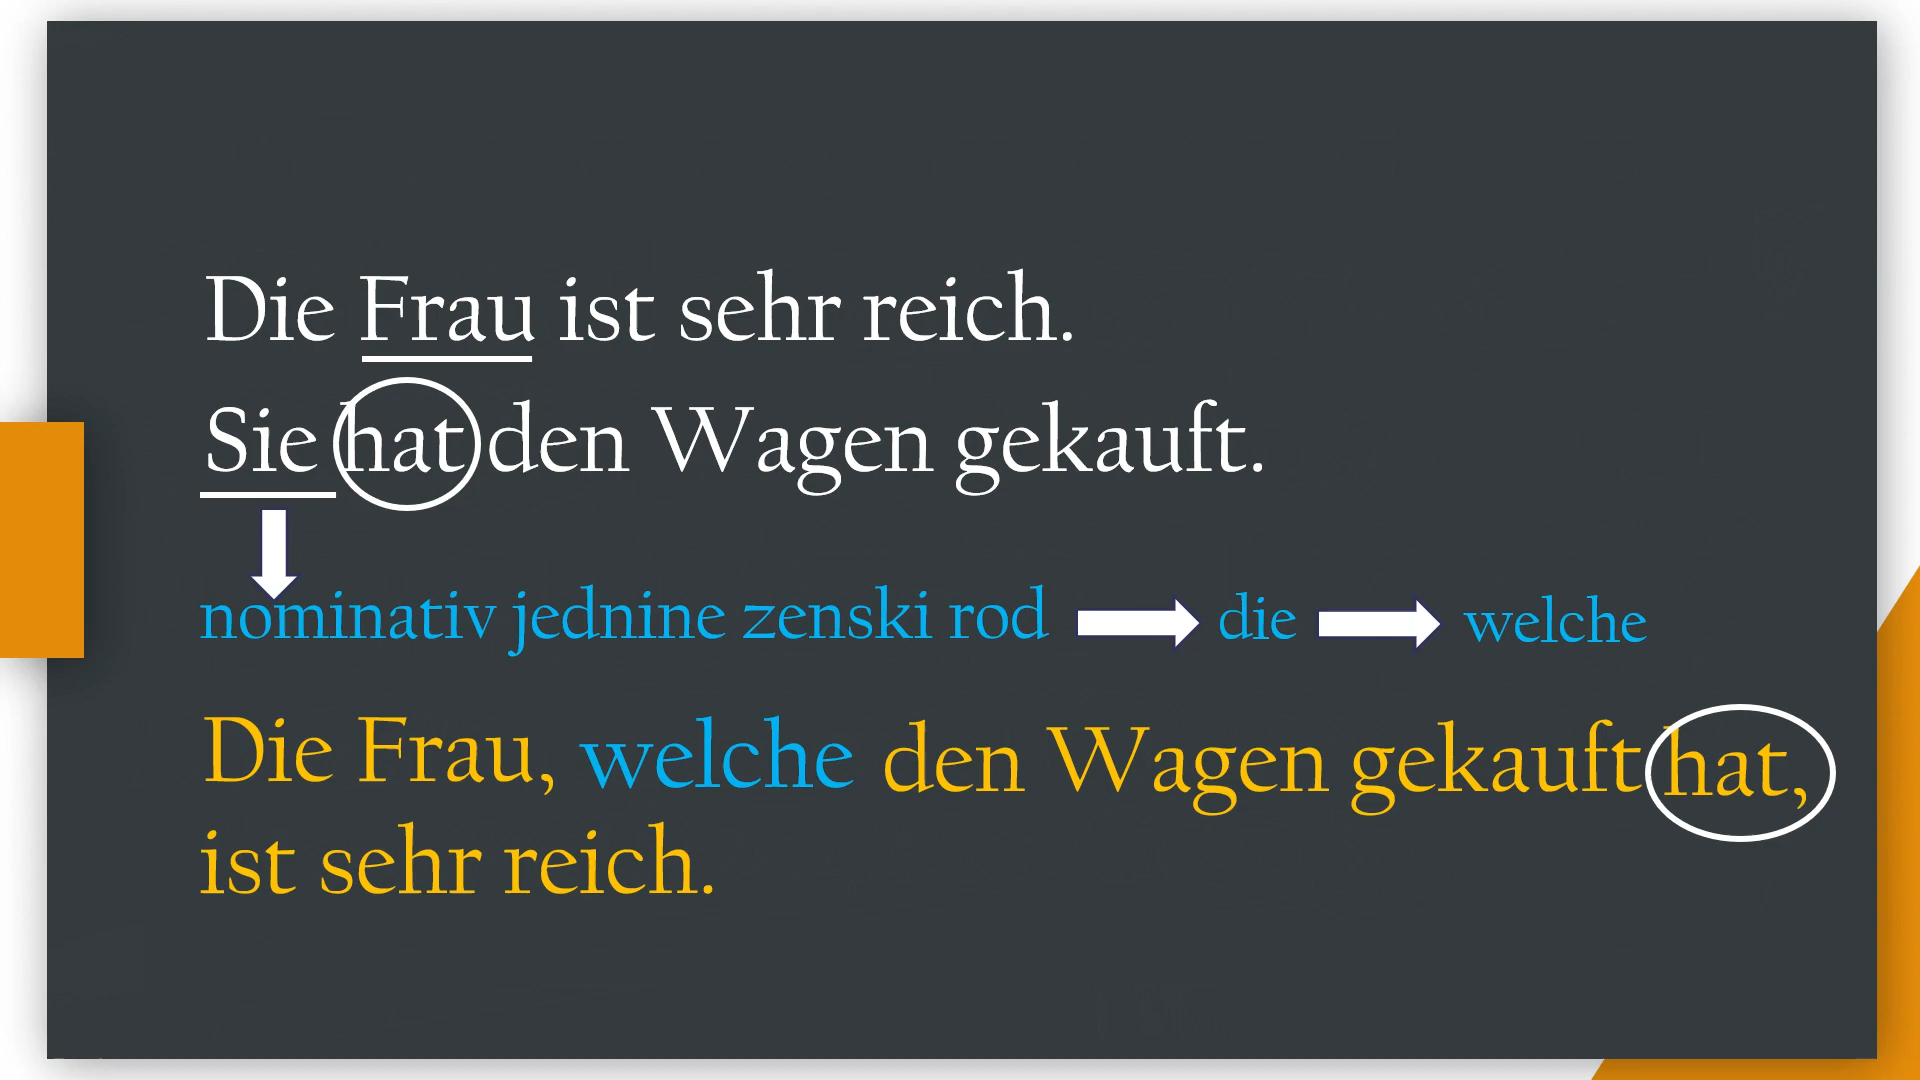 Die Frau ist sehr reich.
Sie hat den Wagen gekauft.
nominativ jednine zenski rod die welche
Die Frau, welche den Wagen gekauft hat,
ist sehr reich.